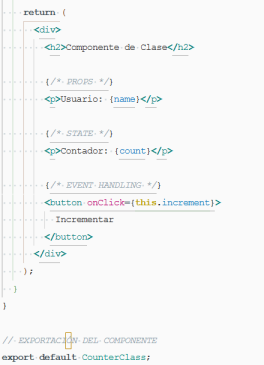 return (
<div>
<h2>Componente de Clase</h2>
{/* PROPS */}
<p>Usuario: {name}</p>
{/* STATE */}
<p>Contador: {count}</p>
{/* EVENT HANDLING */}
<button onClick={this.increment}>
Incrementar
</button>
</div>
);
}
}
// EXPORTACIÓN DEL COMPONENTE
export default CounterClass;